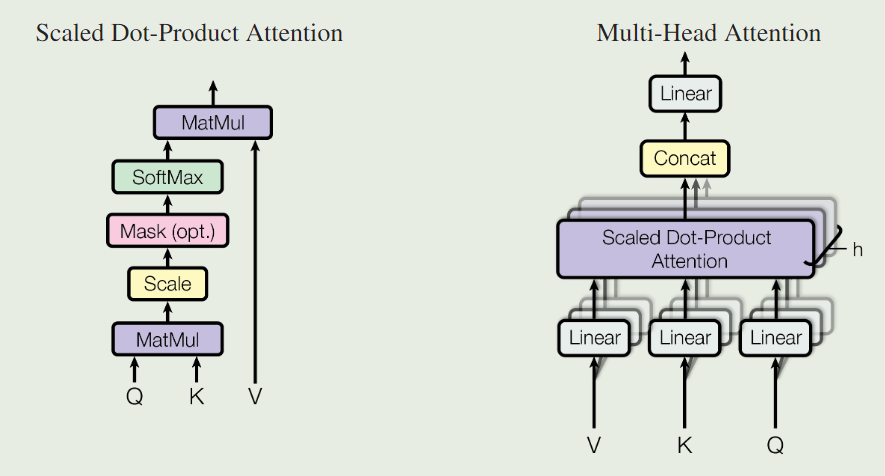 Scaled Dot-Product Attention
MatMul
SoftMax
Mask (opt.)
Scale
MatMul
Q K V
Multi-Head Attention
Linear
Concat
Scaled Dot-Product
Attention
h
Linear Linear Linear
V K Q